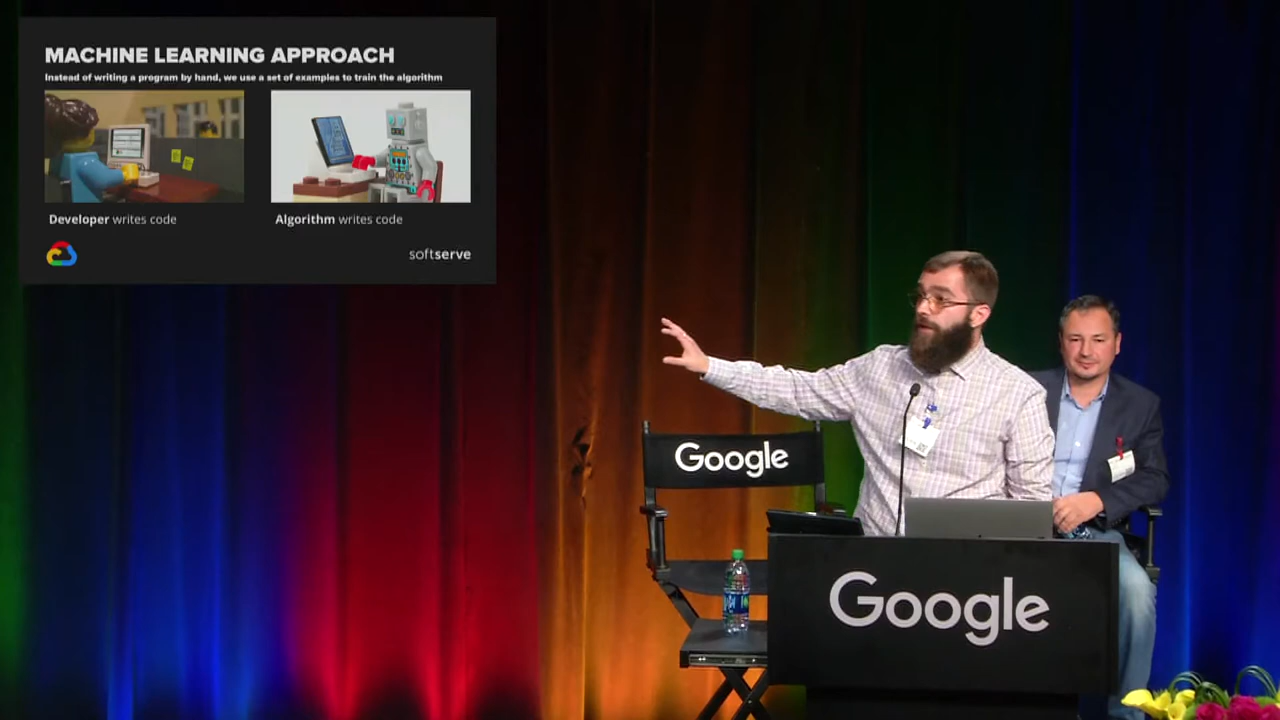 MACHINE LEARNING APPROACH
Instead of writing a program by hand, we use a set of examples to train the algorithm
Developer writes code
Algorithm writes code
softserve
Google
Google